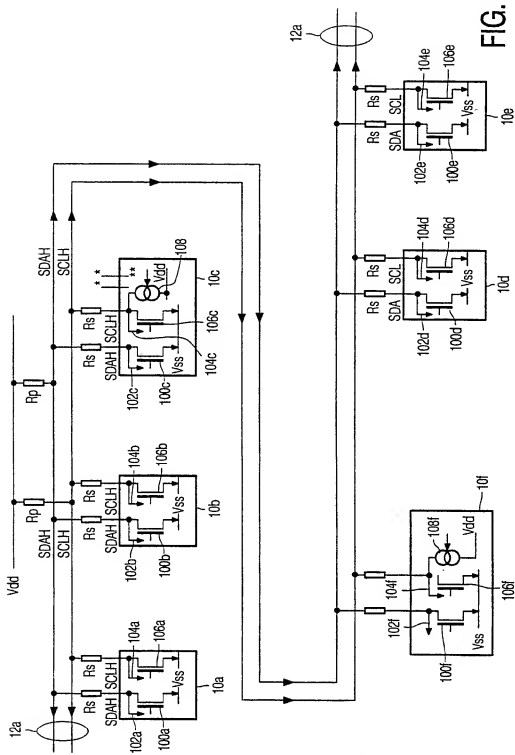 Vdd
Rp
Rp
SDAH
SCLH
SDAH
SCLH
12a
Rs
SDAH
Rs
SCLH
102a
104a
100a
106a
Vss
10a
Rs
SDAH
Rs
SCLH
102b
104b
100b
106b
Vss
10b
Rs
SDAH
Rs
SCLH
102c
104c
100c
106c
Vss
* *
**
Vdd
108
10c
12a
102f
104f
100f
106f
108f
Vdd
Vss
10f
Rs
SDA
Rs
SCL
102d
104d
100d
106d
Vss
10d
Rs
SDA
Rs
SCL
102e
104e
100e
106e
Vss
10e
FIG.